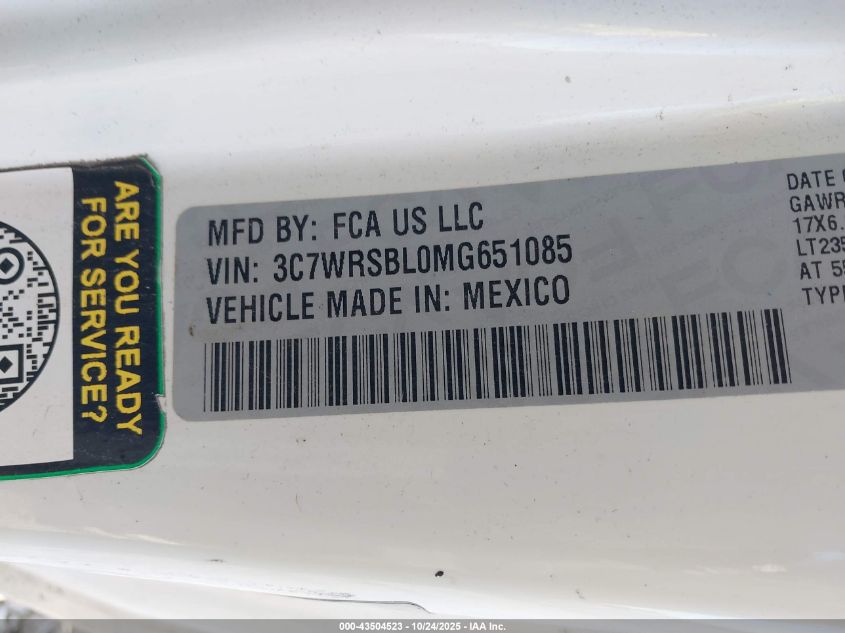 ARE YOU READY
FOR SERVICE?
MFD BY: FCA US LLC
VIN: 3C7WRSBL0MG651085
VEHICLE MADE IN: MEXICO
DATE
GAWR
17X6.
LT235
AT 55
TYP
000-43504523 - 10/24/2025 - IAA Inc.